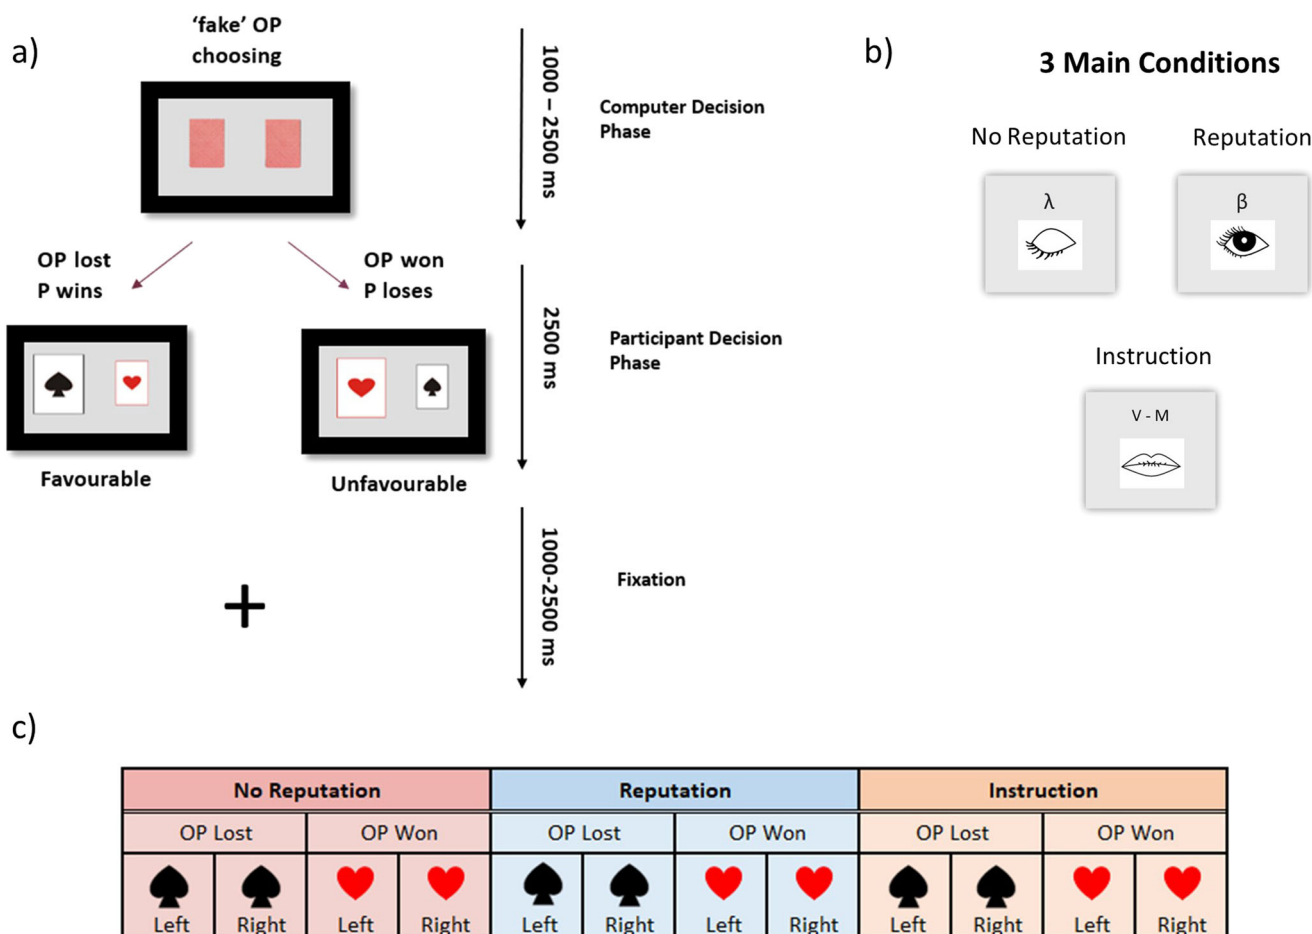 a)
‘fake’ OP
choosing
1000 – 2500 ms
Computer Decision
Phase
OP lost
P wins
OP won
P loses
2500 ms
Participant Decision
Phase
Favourable
Unfavourable
1000-2500 ms
Fixation
b)
3 Main Conditions
No Reputation
Reputation
λ
β
Instruction
V - M
c)
No Reputation
Reputation
Instruction
OP Lost
OP Won
OP Lost
OP Won
OP Lost
OP Won
Left
Right
Left
Right
Left
Right
Left
Right
Left
Right
Left
Right